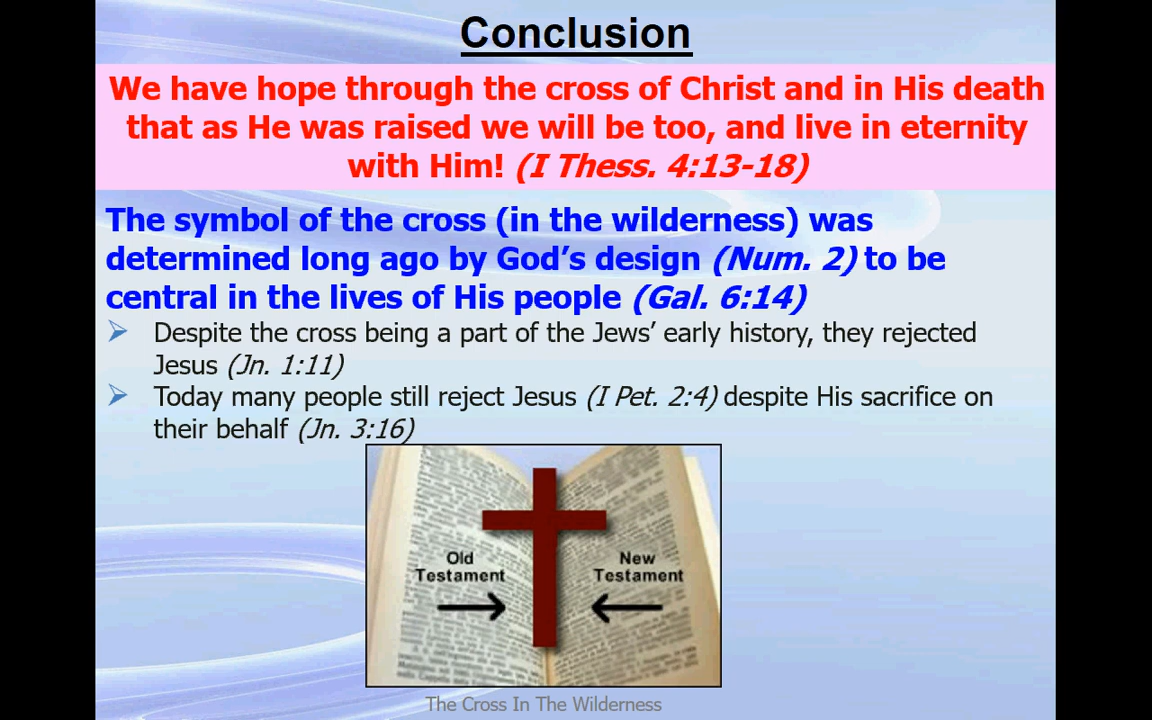 Conclusion
We have hope through the cross of Christ and in His death
that as He was raised we will be too, and live in eternity
with Him! (I Thess. 4:13-18)
The symbol of the cross (in the wilderness) was
determined long ago by God’s design (Num. 2) to be
central in the lives of His people (Gal. 6:14)
Despite the cross being a part of the Jews’ early history, they rejected
Jesus (Jn. 1:11)
Today many people still reject Jesus (I Pet. 2:4) despite His sacrifice on
their behalf (Jn. 3:16)
Old
Testament
New
Testament
The Cross In The Wilderness